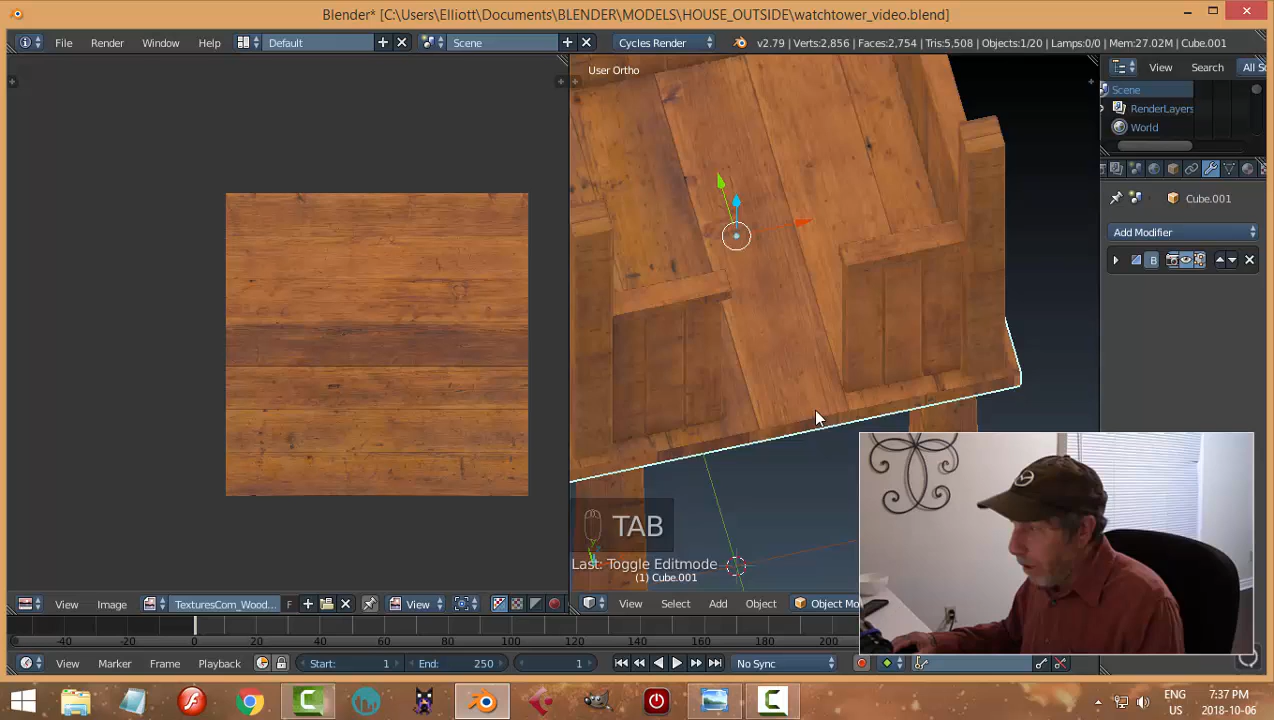 Blender* [C:\Users\Elliott\Documents\BLENDER\MODELS\HOUSE_OUTSIDE\watchtower_video.blend]
File Render Window Help Default Scene Cycles Render v2.79 | Verts:2,856 | Faces:2,754 | Tris:5,508 | Objects:1/20 | Lamps:0/0 | Mem:27.02M | Cube.001
User Ortho
View Search All Sc
Scene
RenderLayers
World
Cube.001
Add Modifier
B
TAB
Last: Toggle Editmode
(1) Cube.001
View Image TexturesCom_Wood... F View
View Select Add Object Object Mo
-40 -20 0 20 40 60 80 100 120 140 160 180 200
View Marker Frame Playback Start: 1 End: 250 1 No Sync
ENG 7:37 PM
US 2018-10-06